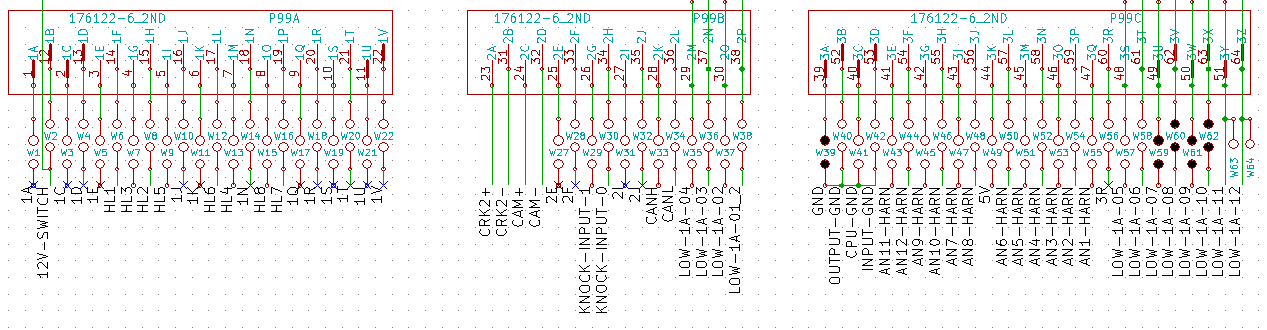 176122-6_2ND P99A
1A 1B 1C 1D 1E 1F 1G 1H 1I 1J 1K 1L 1M 1N 1O 1P 1Q 1R 1S 1T 1U 1V
1 12 2 13 3 14 4 15 5 16 6 17 7 18 8 19 9 20 10 21 11 22
W2 W4 W6 W8 W10 W12 W14 W16 W18 W20 W22
W1 W3 W5 W7 W9 W11 W13 W15 W17 W19 W21
1A 12V-SWITCH 1C 1D 1E HL1 HL3 HL2 HL5 1J HL6 HL4 1N HL8 HL7 1Q 1R 1S 1T 1U 1V
176122-6_2ND P99B
2A 2B 2C 2D 2E 2F 2G 2H 2I 2J 2K 2L 2M 2N 2O 2P
23 31 24 32 25 33 26 34 27 35 28 36 29 37 30 38
W28 W30 W32 W34 W36 W38
W27 W29 W31 W33 W35 W37
CRK2+ CRK2- CAM+ CAM- 2E 2F KNOCK-INPUT-1 KNOCK-INPUT-0 2I 2J CANH CANL LOW-1A-04 LOW-1A-03 LOW-1A-02 LOW-1A-01_2
176122-6_2ND P99C
3A 3B 3C 3D 3E 3F 3G 3H 3I 3J 3K 3L 3M 3N 3O 3P 3Q 3R 3S 3T 3U 3V 3W 3X 3Y 3Z
39 52 40 53 41 54 42 55 43 56 44 57 45 58 46 59 47 60 48 61 49 62 50 63 51 64
W40 W42 W44 W46 W48 W50 W52 W54 W56 W58 W60 W62
W39 W41 W43 W45 W47 W49 W51 W53 W55 W57 W59 W61 W63 W64
GND OUTPUT-GND CPU-GND INPUT-GND AN11-HARN AN12-HARN AN9-HARN AN10-HARN AN7-HARN AN8-HARN 5V AN6-HARN AN5-HARN AN4-HARN AN3-HARN AN2-HARN AN1-HARN 3R LOW-1A-05 LOW-1A-06 LOW-1A-07 LOW-1A-08 LOW-1A-09 LOW-1A-10 LOW-1A-11 LOW-1A-12